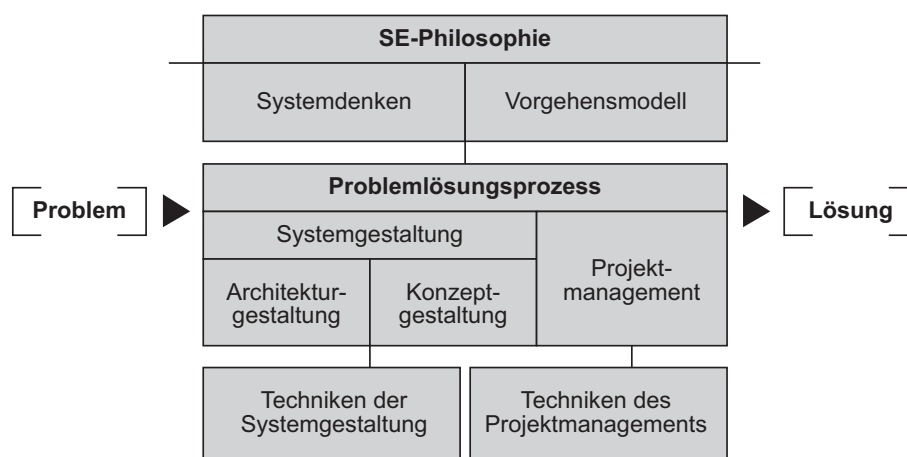 SE-Philosophie
Systemdenken
Vorgehensmodell
Problem
Problemlösungsprozess
Lösung
Systemgestaltung
Architektur-
gestaltung
Konzept-
gestaltung
Projekt-
management
Techniken der
Systemgestaltung
Techniken des
Projektmanagements